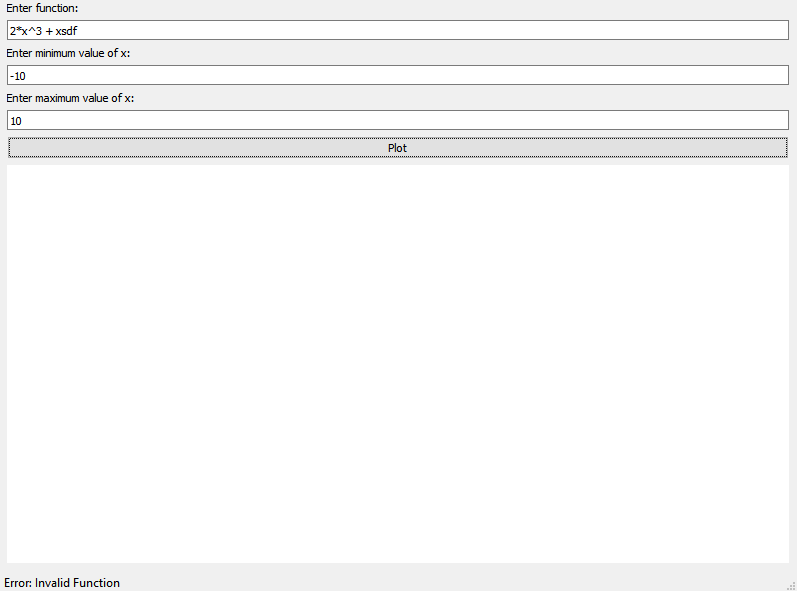 Enter function:
2*x^3 + xsdf
Enter minimum value of x:
-10
Enter maximum value of x:
10
Plot
Error: Invalid Function